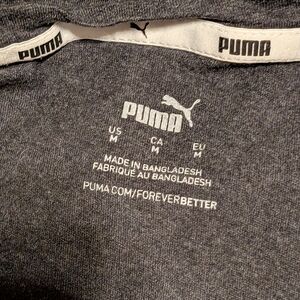 PUMA
PUMA
PUMA
US CA EU
M M M
MADE IN BANGLADESH
FABRIQUÉ AU BANGLADESH
PUMA.COM/FOREVERBETTER